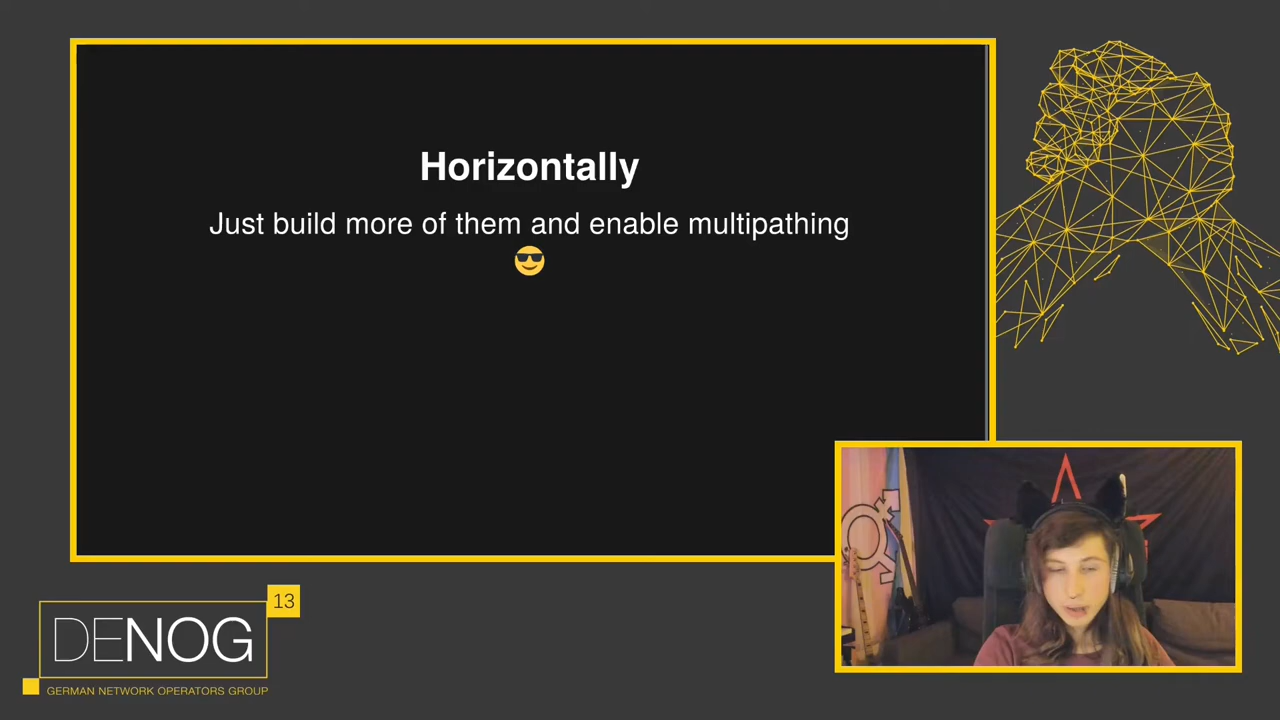 Horizontally
Just build more of them and enable multipathing
😎
13
DENOG
GERMAN NETWORK OPERATORS GROUP